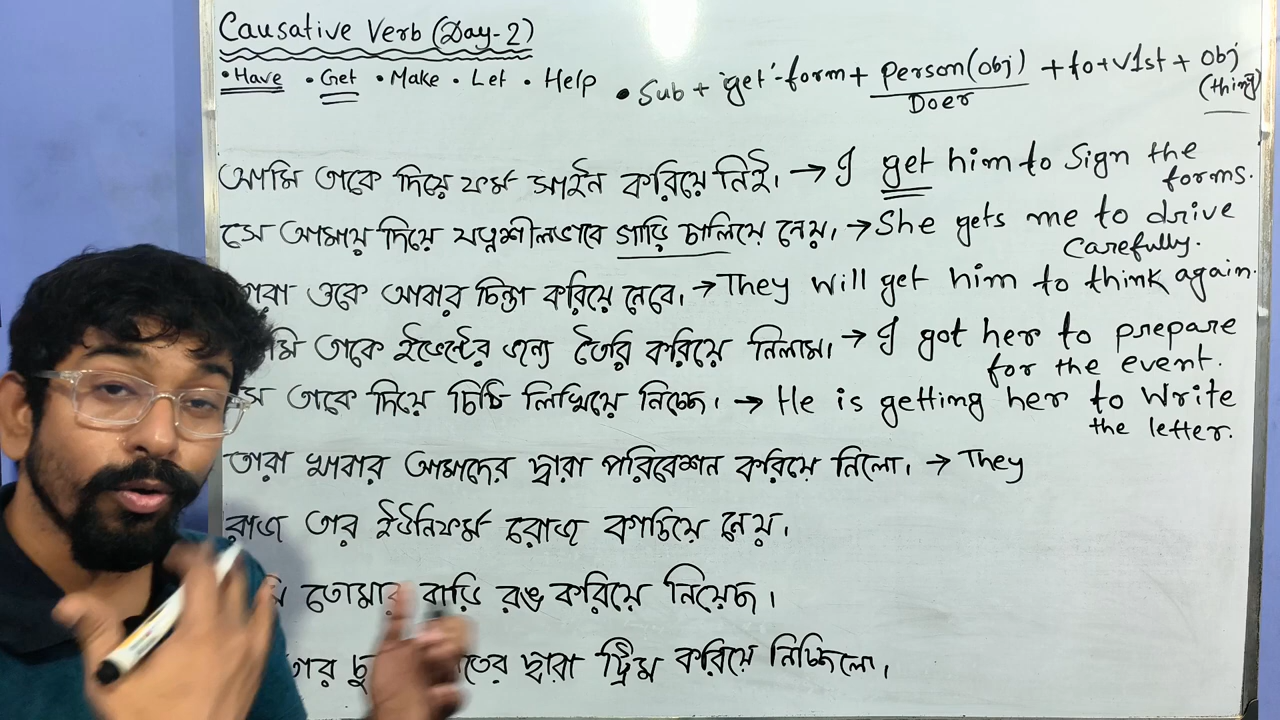 Causative Verb (Day-2)
• Have • Get • Make • Let • Help • Sub + 'get'-form + Person(obj) + to + v1st + obj
Doer (thing)
আমি তাকে দিয়ে ফর্ম সাইন করিয়ে নিই। → I get him to Sign the
forms.
সে আমায় দিয়ে যত্নশীলভাবে গাড়ি চালিয়ে নেয়। → She gets me to drive
Carefully.
ওকে আবার চিন্তা করিয়ে নেবে। → They will get him to think again.
তাকে ইভেন্টের জন্যে তৈরি করিয়ে নিলাম। → I got her to prepare
for the event.
তাকে দিয়ে চিঠি লিখিয়ে নিচ্ছে। → He is getting her to Write
the letter.
তারা খাবার আমাদের দ্বারা পরিবেশন করিয়ে নিলো। → They
রাজ তার ইউনিফর্ম রোজ কাচিয়ে নেয়।
তোমার বাড়ি রঙ করিয়ে নিয়েছ।
দ্বারা ট্রিম করিয়ে নিচ্ছিলো।